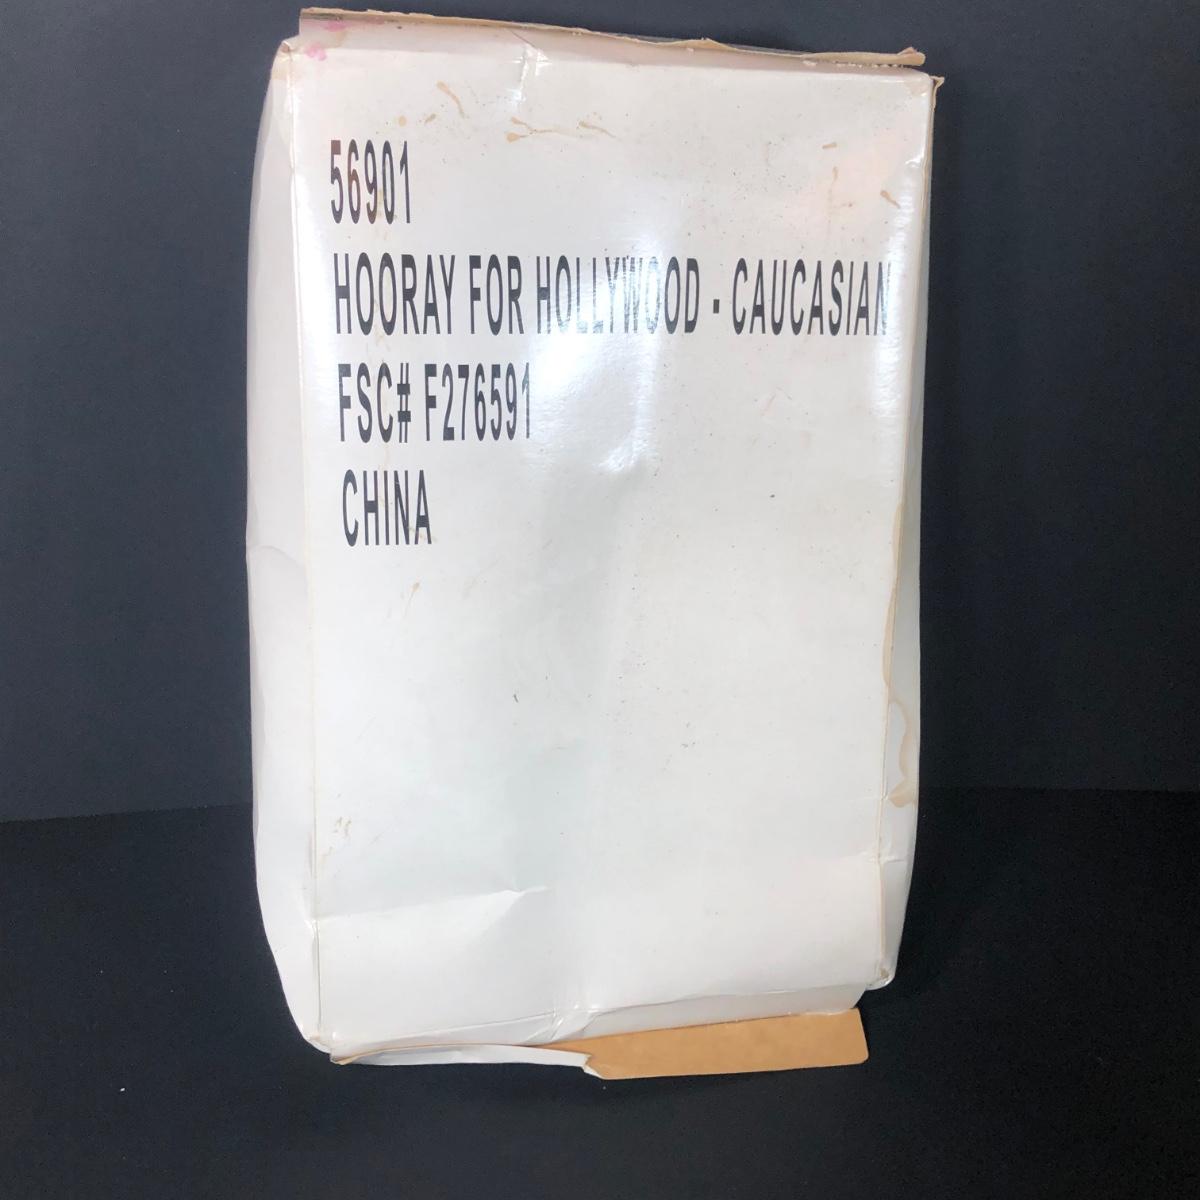 56901
HOORAY FOR HOLLYWOOD - CAUCASIAN
FSC# F276591
CHINA